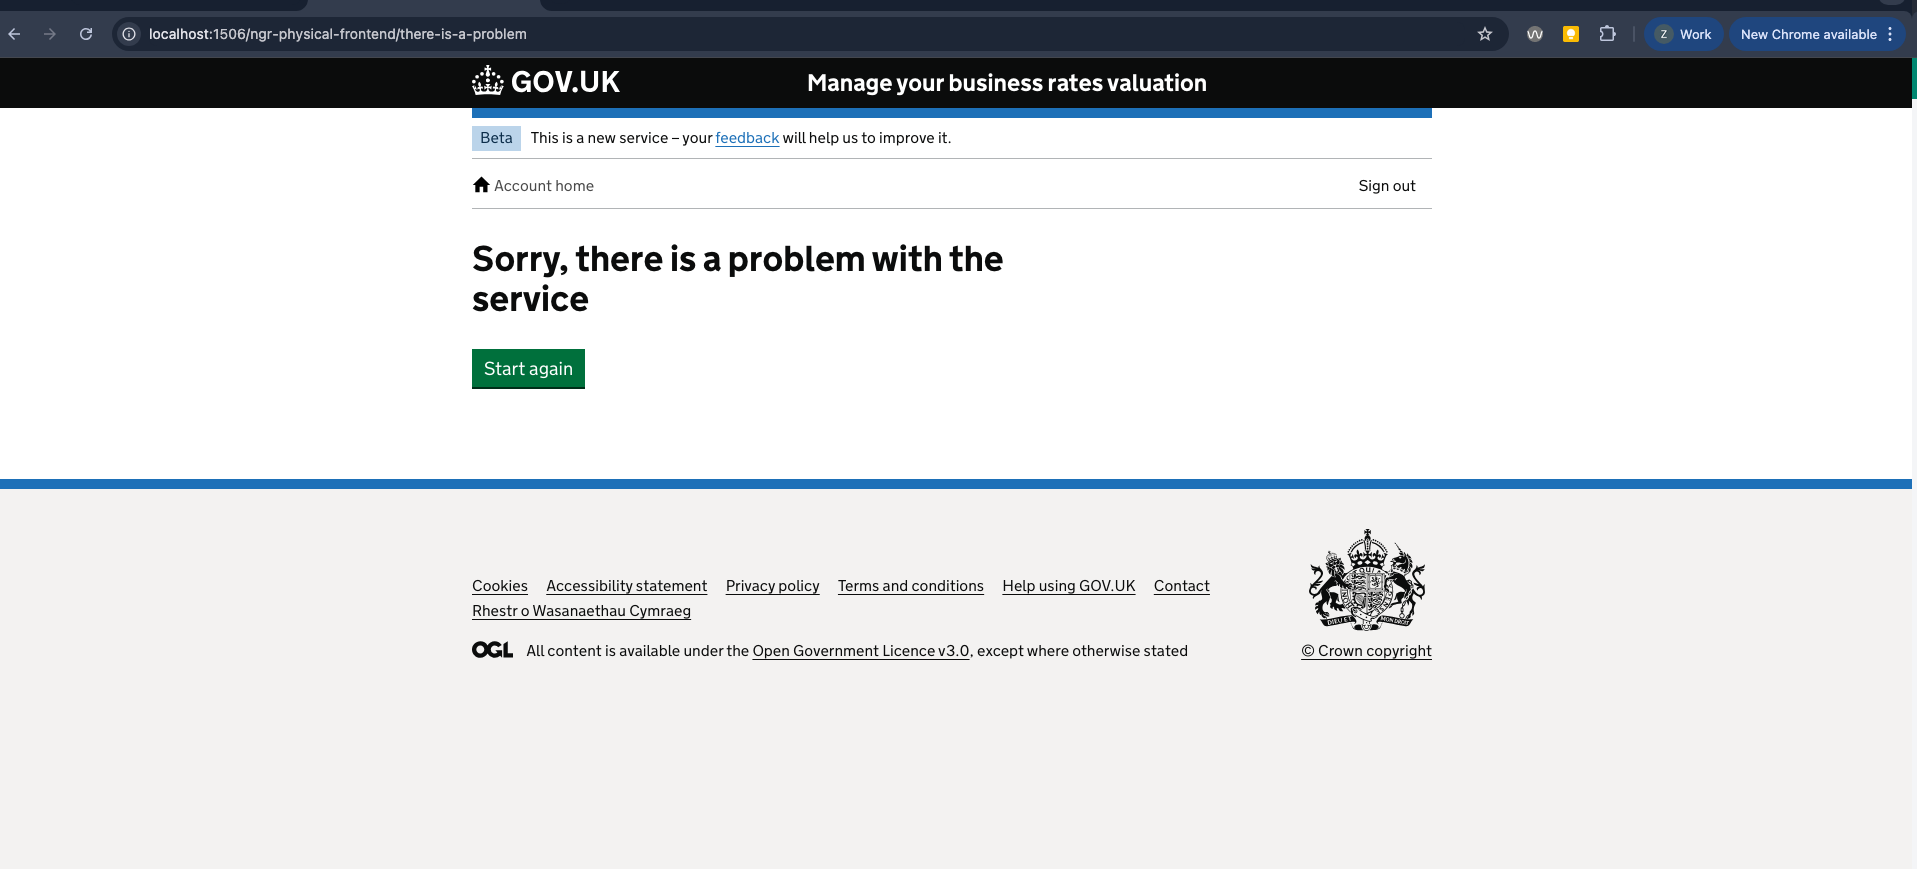 localhost:1506/ngr-physical-frontend/there-is-a-problem
Z Work
New Chrome available
GOV.UK
Manage your business rates valuation
Beta This is a new service – your feedback will help us to improve it.
Account home
Sign out
Sorry, there is a problem with the
service
Start again
Cookies Accessibility statement Privacy policy Terms and conditions Help using GOV.UK Contact
Rhestr o Wasanaethau Cymraeg
OGL All content is available under the Open Government Licence v3.0, except where otherwise stated
DIEU ET MON DROIT
© Crown copyright